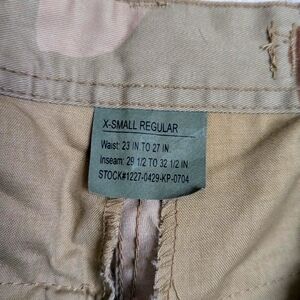 X-SMALL REGULAR
Waist: 23 IN TO 27 IN.
Inseam: 29 1/2 TO 32 1/2 IN
STOCK#1227-0429-KP-0704